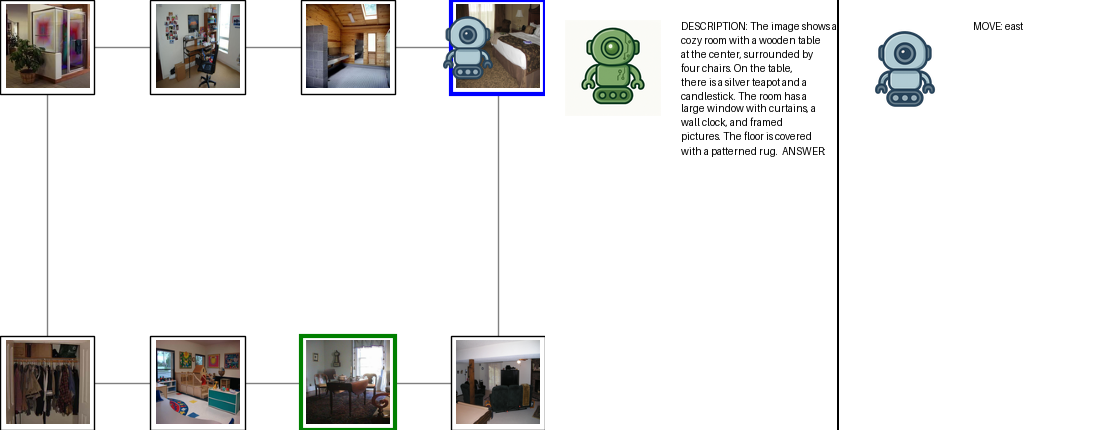 DESCRIPTION: The image shows a
cozy room with a wooden table
at the center, surrounded by
four chairs. On the table,
there is a silver teapot and a
candlestick. The room has a
large window with curtains, a
wall clock, and framed
pictures. The floor is covered
with a patterned rug.  ANSWER:
MOVE: east